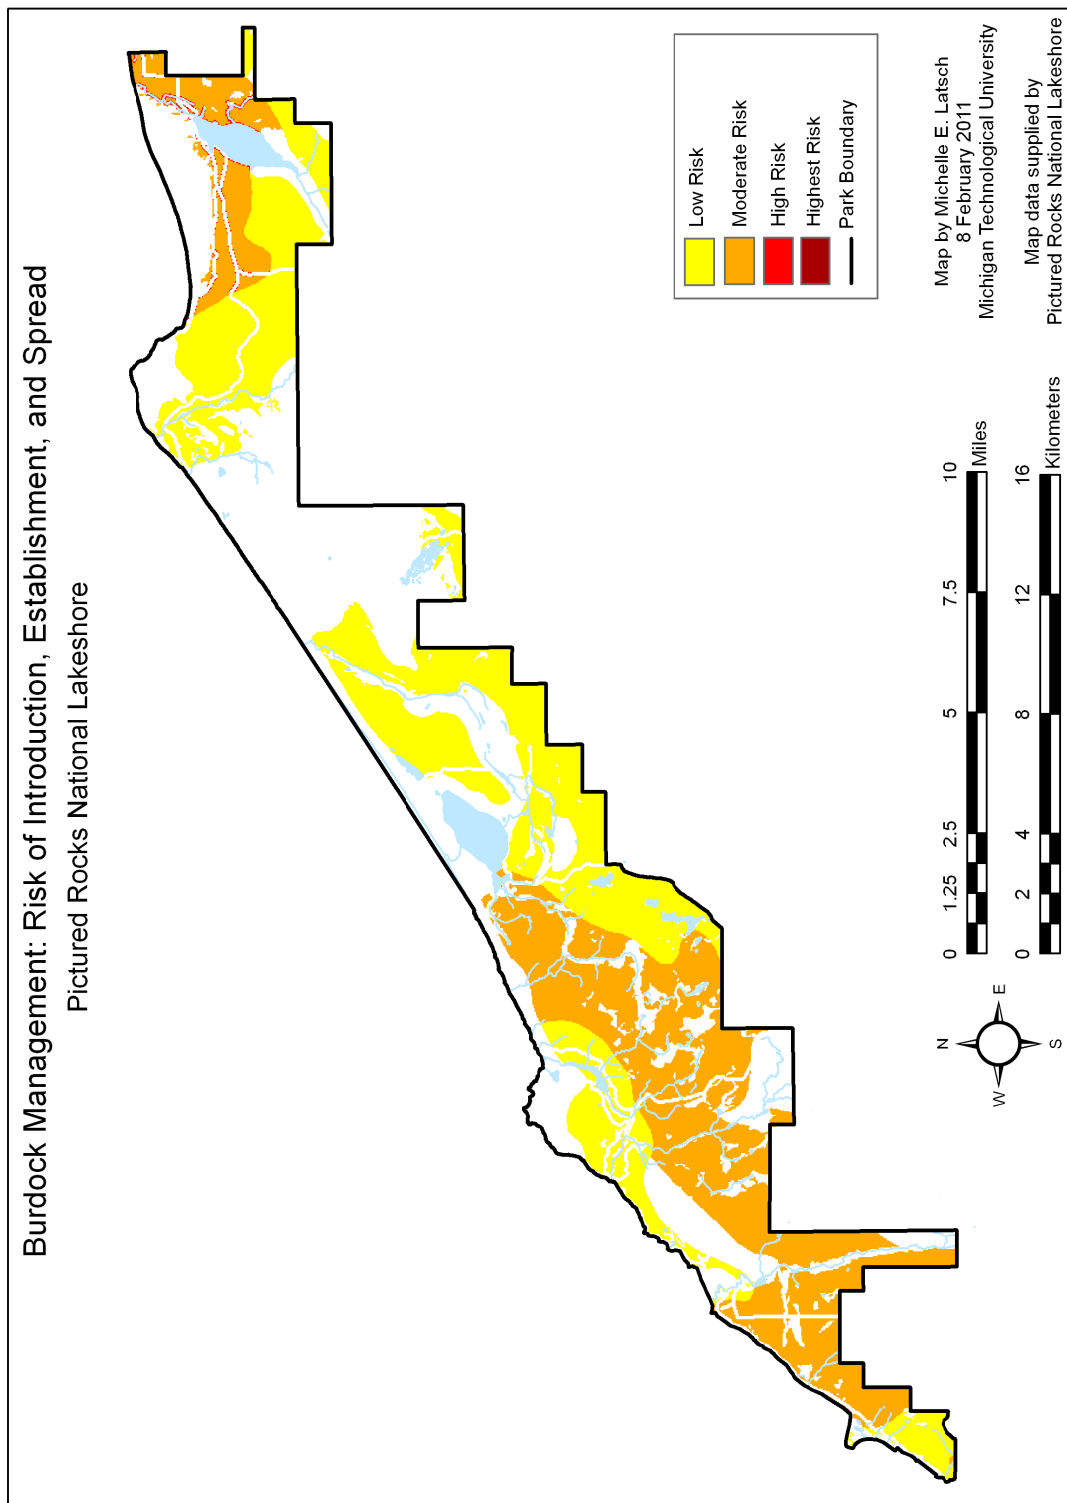 Burdock Management: Risk of Introduction, Establishment, and Spread
Pictured Rocks National Lakeshore
Low Risk
Moderate Risk
High Risk
Highest Risk
Park Boundary
N
W E
S
0 1.25 2.5 5 7.5 10
Miles
0 2 4 8 12 16
Kilometers
Map by Michelle E. Latsch
8 February 2011
Michigan Technological University
Map data supplied by
Pictured Rocks National Lakeshore